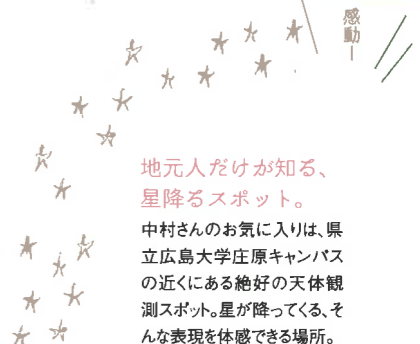 感動ー
地元人だけが知る、
星降るスポット。
中村さんのお気に入りは、県
立広島大学庄原キャンパス
の近くにある絶好の天体観
測スポット。星が降ってくる、そ
んな表現を体感できる場所。